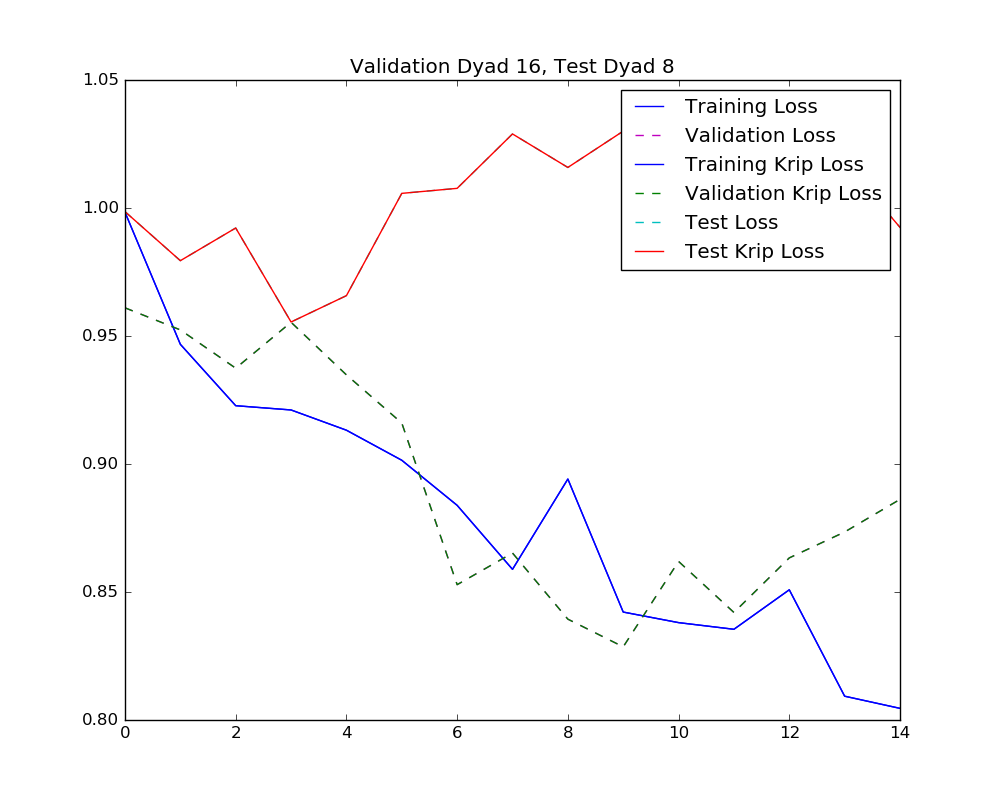 Validation Dyad 16, Test Dyad 8
1.05
1.00
0.95
0.90
0.85
0.80
0 2 4 6 8 10 12 14
Training Loss
Validation Loss
Training Krip Loss
Validation Krip Loss
Test Loss
Test Krip Loss